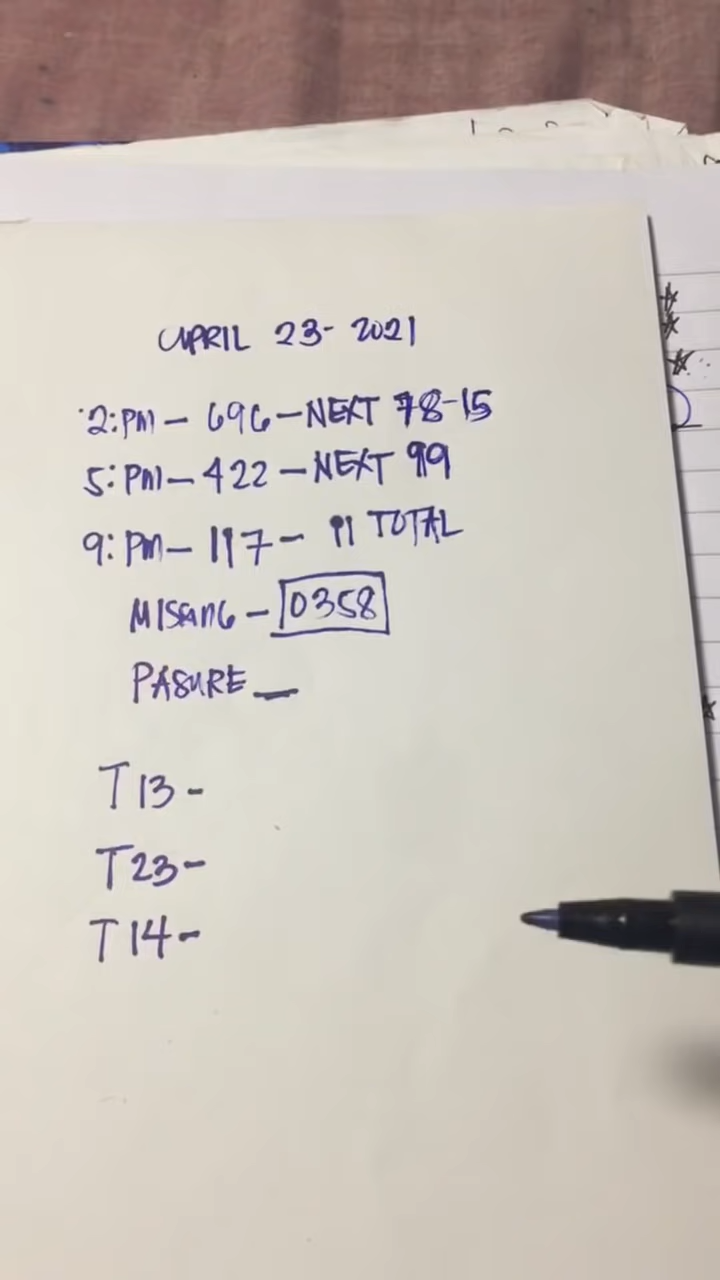 APRIL 23- 2021
2:PM - 696 - NEXT 78-15
5:PM - 422 - NEXT 99
9:PM - 117 - 11 TOTAL
MISSANG - 0358
PASURE _
T13 -
T23 -
T14 -